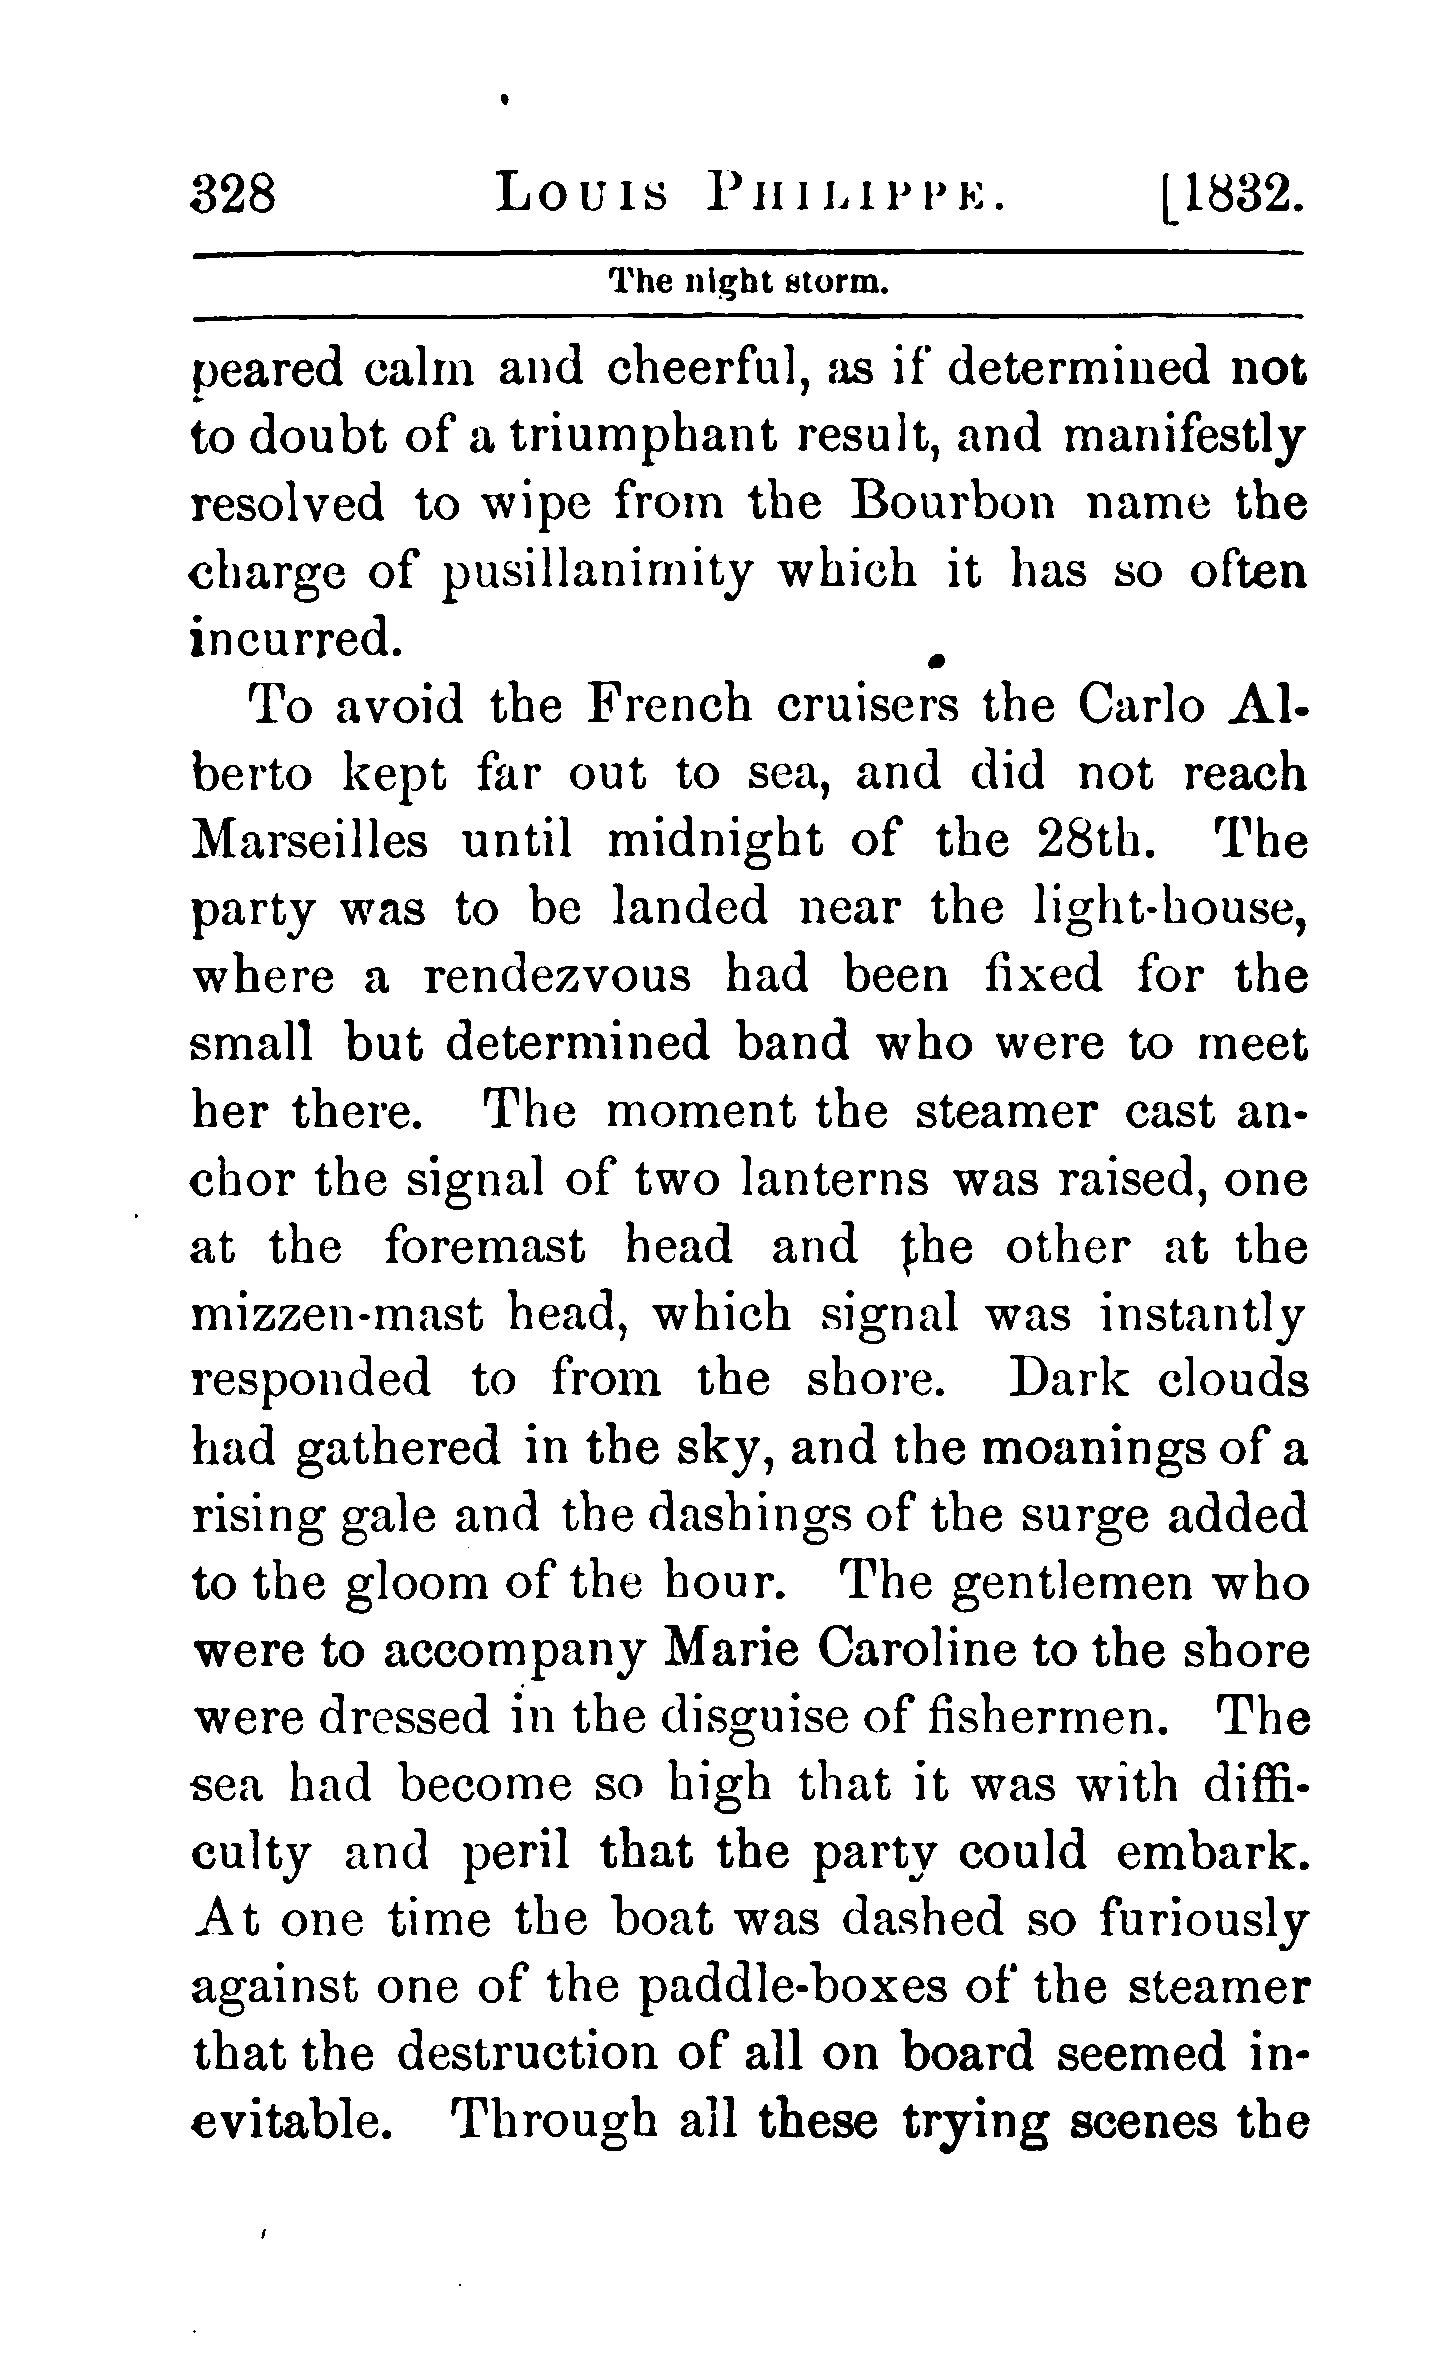 328 LOUIS PHILIPPE. [1832.
The night storm.
peared calm and cheerful, as if determined not
to doubt of a triumphant result, and manifestly
resolved to wipe from the Bourbon name the
charge of pusillanimity which it has so often
incurred.
To avoid the French cruisers the Carlo Al-
berto kept far out to sea, and did not reach
Marseilles until midnight of the 28th. The
party was to be landed near the light-house,
where a rendezvous had been fixed for the
small but determined band who were to meet
her there. The moment the steamer cast an-
chor the signal of two lanterns was raised, one
at the foremast head and the other at the
mizzen-mast head, which signal was instantly
responded to from the shore. Dark clouds
had gathered in the sky, and the moanings of a
rising gale and the dashings of the surge added
to the gloom of the hour. The gentlemen who
were to accompany Marie Caroline to the shore
were dressed in the disguise of fishermen. The
sea had become so high that it was with diffi-
culty and peril that the party could embark.
At one time the boat was dashed so furiously
against one of the paddle-boxes of the steamer
that the destruction of all on board seemed in-
evitable. Through all these trying scenes the